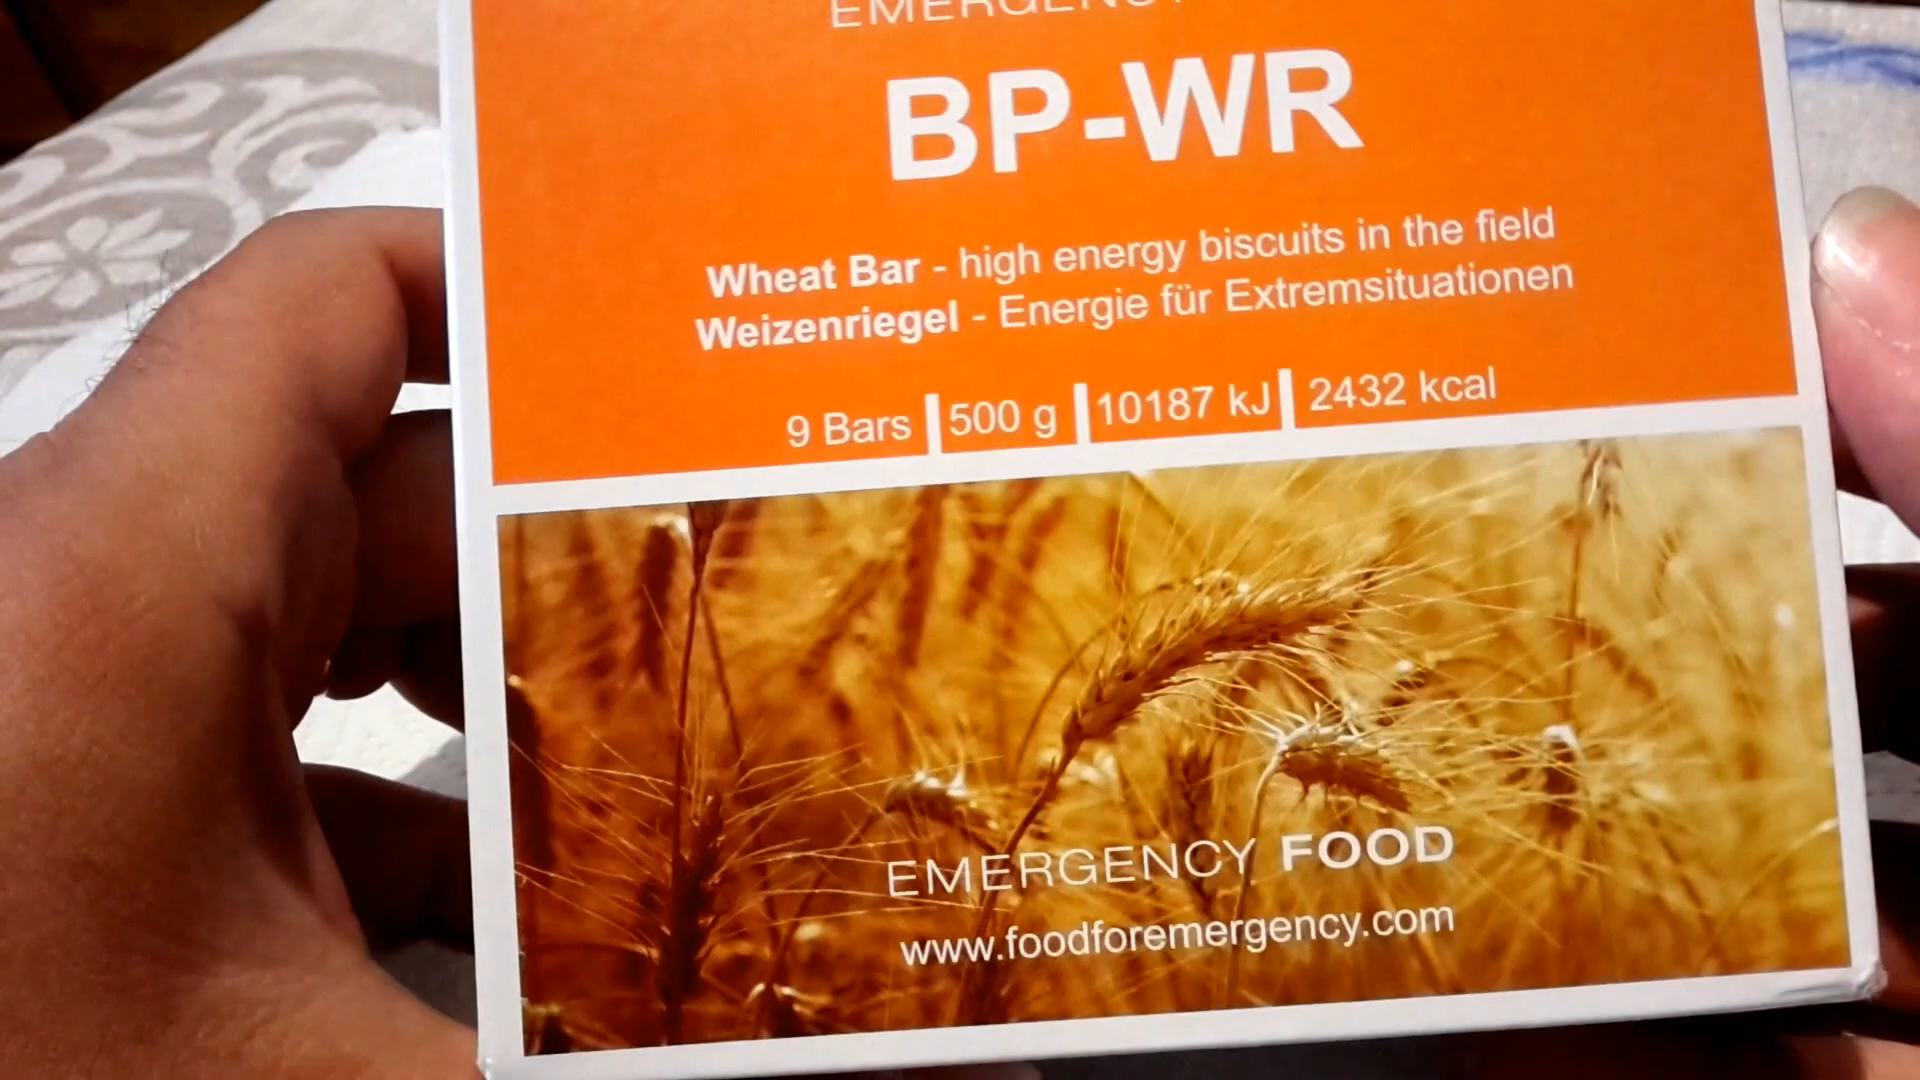 EMERGENCY
BP-WR
Wheat Bar - high energy biscuits in the field
Weizenriegel - Energie für Extremsituationen
9 Bars | 500 g | 10187 kJ | 2432 kcal
EMERGENCY FOOD
www.foodforemergency.com